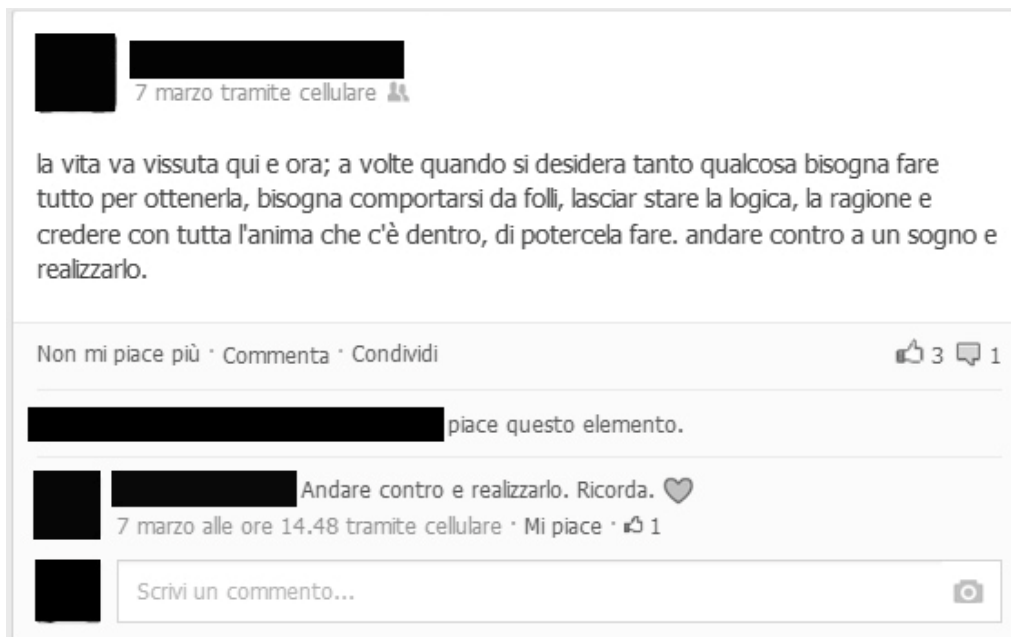 7 marzo tramite cellulare
la vita va vissuta qui e ora; a volte quando si desidera tanto qualcosa bisogna fare
tutto per ottenerla, bisogna comportarsi da folli, lasciar stare la logica, la ragione e
credere con tutta l'anima che c'è dentro, di potercela fare. andare contro a un sogno e
realizzarlo.
Non mi piace più · Commenta · Condividi 3 1
piace questo elemento.
Andare contro e realizzarlo. Ricorda.
7 marzo alle ore 14.48 tramite cellulare · Mi piace · 1
Scrivi un commento...